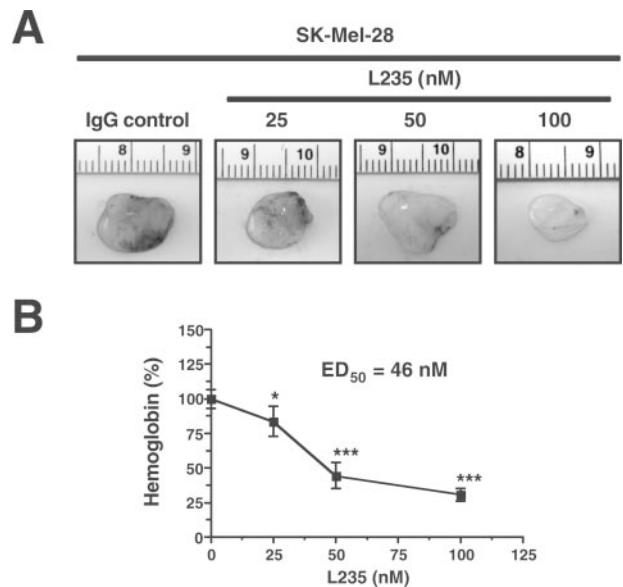 A
SK-Mel-28
L235 (nM)
IgG control 25 50 100
8 9 9 10 9 10 8 9
B
ED50 = 46 nM
150
125
100
75
50
25
0
Hemoglobin (%)
* *** ***
0 25 50 75 100 125
L235 (nM)